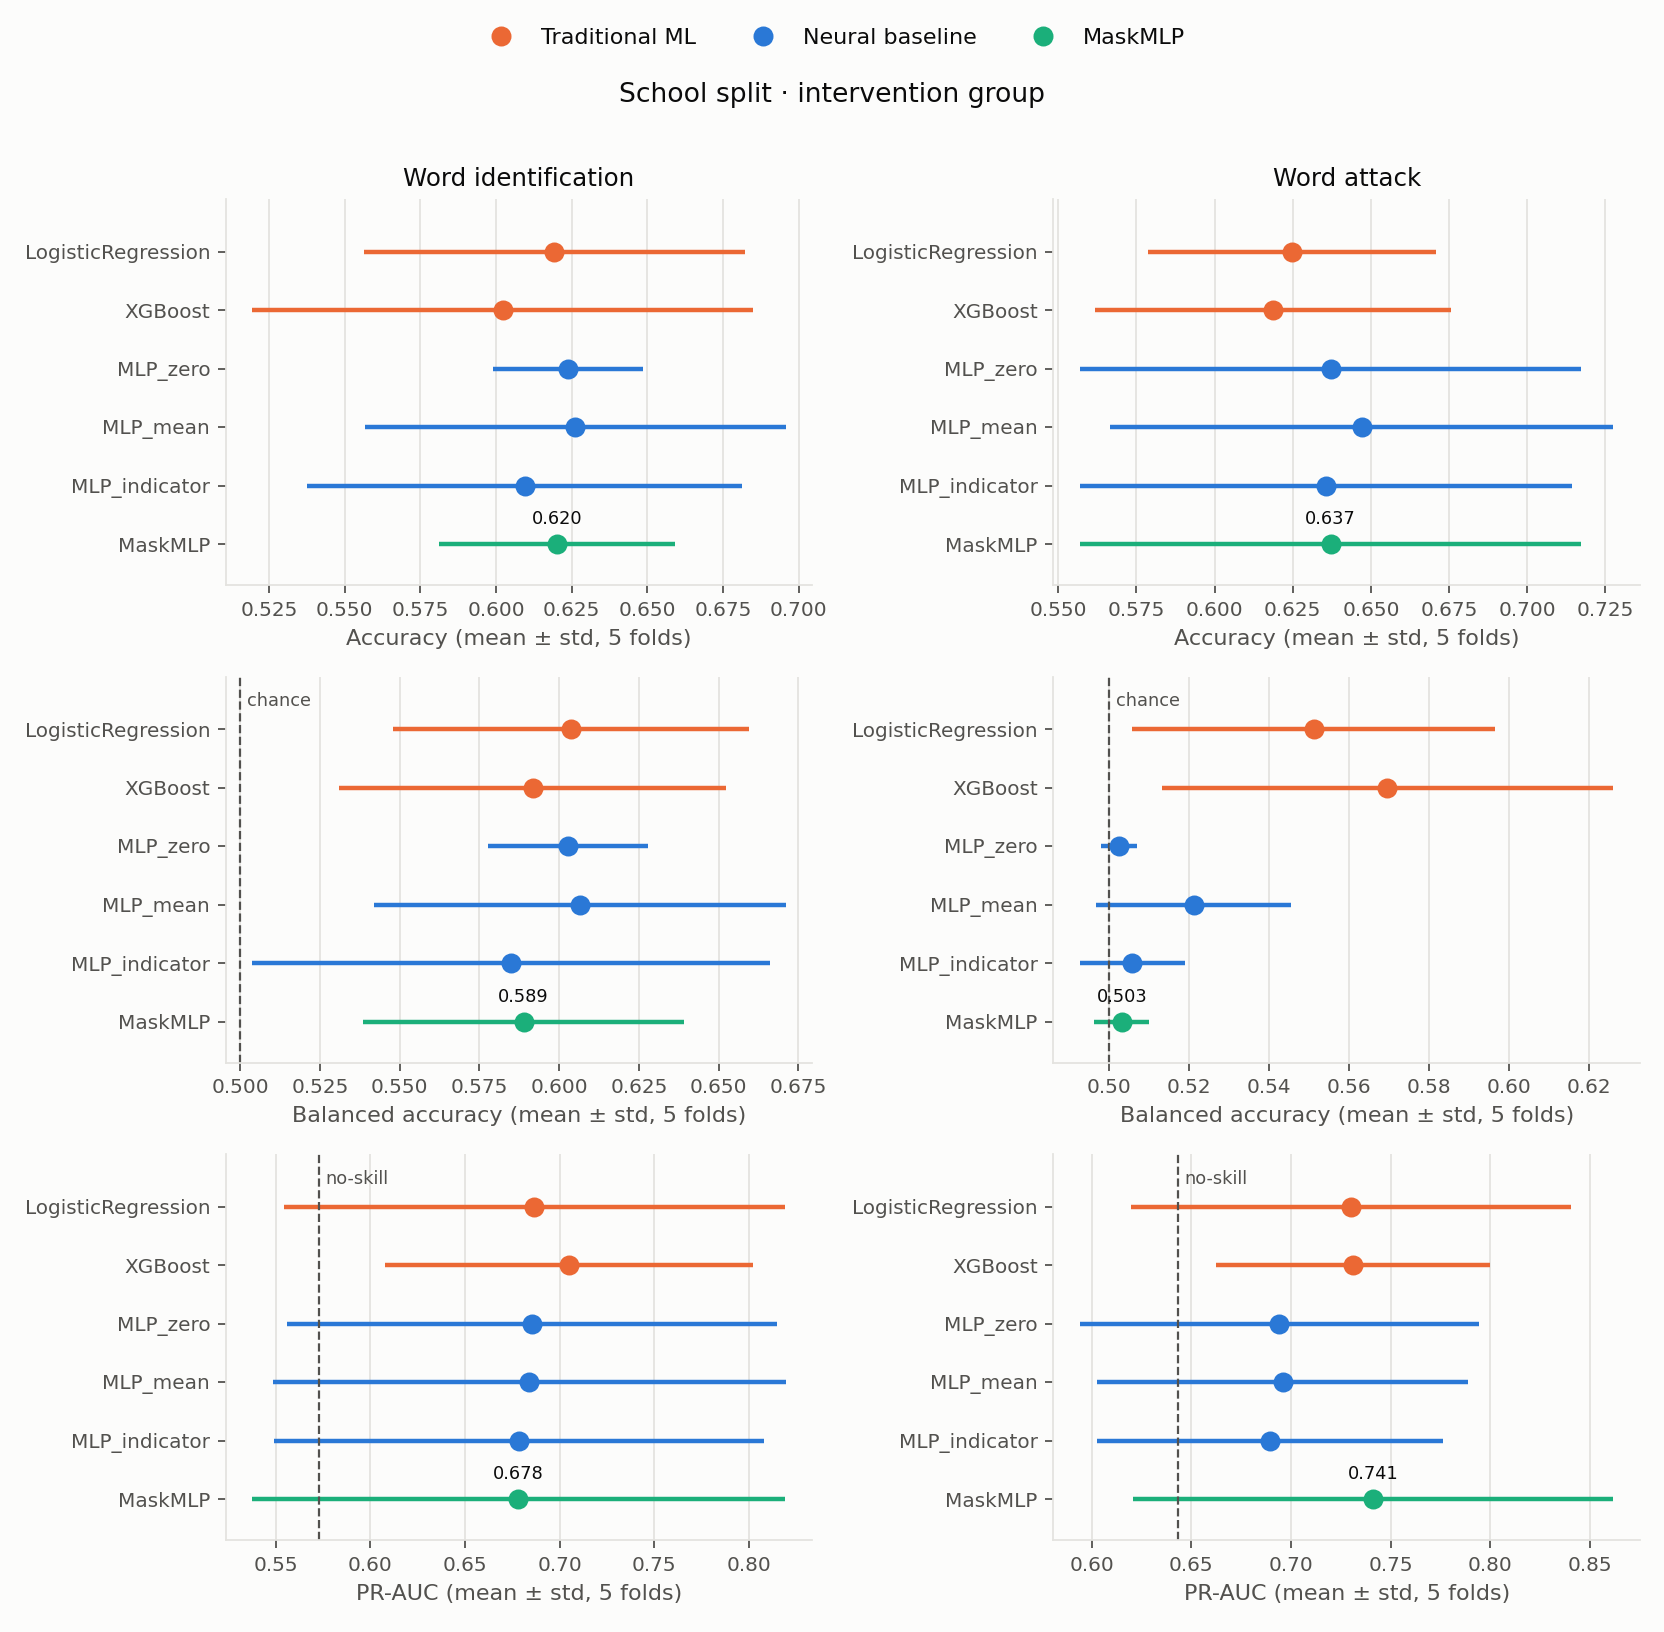 Traditional ML Neural baseline MaskMLP
School split · intervention group
Word identification
LogisticRegression
XGBoost
MLP_zero
MLP_mean
MLP_indicator
0.620
MaskMLP
0.525 0.550 0.575 0.600 0.625 0.650 0.675 0.700
Accuracy (mean ± std, 5 folds)
Word attack
LogisticRegression
XGBoost
MLP_zero
MLP_mean
MLP_indicator
0.637
MaskMLP
0.550 0.575 0.600 0.625 0.650 0.675 0.700 0.725
Accuracy (mean ± std, 5 folds)
chance
LogisticRegression
XGBoost
MLP_zero
MLP_mean
MLP_indicator
0.589
MaskMLP
0.500 0.525 0.550 0.575 0.600 0.625 0.650 0.675
Balanced accuracy (mean ± std, 5 folds)
chance
LogisticRegression
XGBoost
MLP_zero
MLP_mean
MLP_indicator
0.503
MaskMLP
0.50 0.52 0.54 0.56 0.58 0.60 0.62
Balanced accuracy (mean ± std, 5 folds)
no-skill
LogisticRegression
XGBoost
MLP_zero
MLP_mean
MLP_indicator
0.678
MaskMLP
0.55 0.60 0.65 0.70 0.75 0.80
PR-AUC (mean ± std, 5 folds)
no-skill
LogisticRegression
XGBoost
MLP_zero
MLP_mean
MLP_indicator
0.741
MaskMLP
0.60 0.65 0.70 0.75 0.80 0.85
PR-AUC (mean ± std, 5 folds)